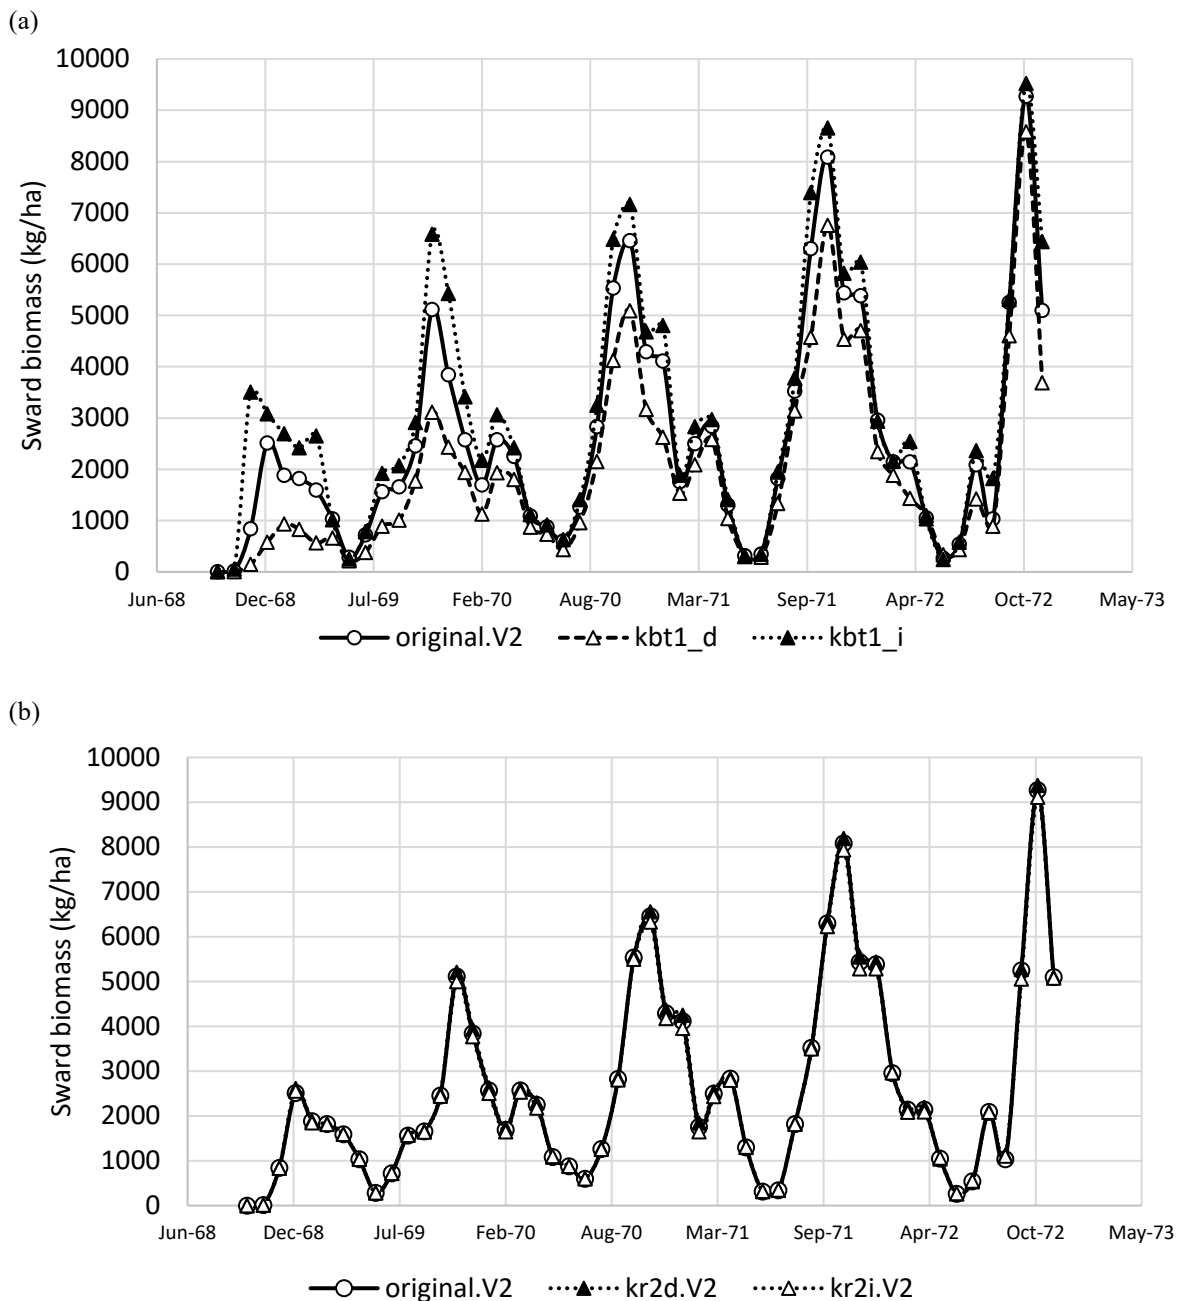 (a)
10000
9000
8000
7000
6000
5000
4000
3000
2000
1000
0
Sward biomass (kg/ha)
Jun-68 Dec-68 Jul-69 Feb-70 Aug-70 Mar-71 Sep-71 Apr-72 Oct-72 May-73
original.V2 kbt1_d kbt1_i
(b)
10000
9000
8000
7000
6000
5000
4000
3000
2000
1000
0
Sward biomass (kg/ha)
Jun-68 Dec-68 Jul-69 Feb-70 Aug-70 Mar-71 Sep-71 Apr-72 Oct-72 May-73
original.V2 kr2d.V2 kr2i.V2